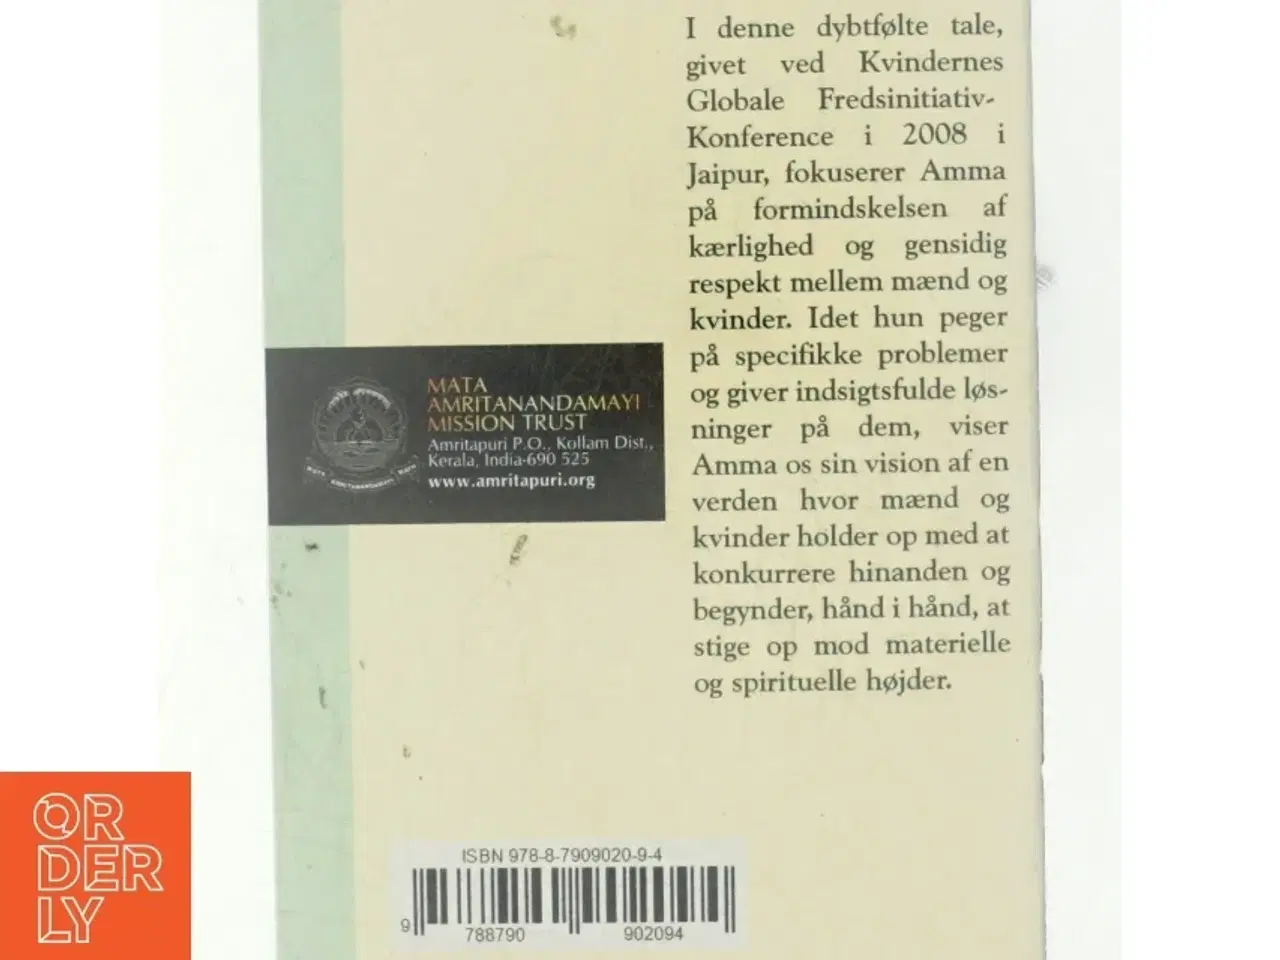 I denne dybtfølte tale,
givet ved Kvindernes
Globale Fredsinitiativ-
Konference i 2008 i
Jaipur, fokuserer Amma
på formindskelsen af
kærlighed og gensidig
respekt mellem mænd og
kvinder. Idet hun peger
på specifikke problemer
og giver indsigtsfulde løs-
ninger på dem, viser
Amma os sin vision af en
verden hvor mænd og
kvinder holder op med at
konkurrere hinanden og
begynder, hånd i hånd, at
stige op mod materielle
og spirituelle højder.
MATA
AMRITANANDAMAYI
MISSION TRUST
Amritapuri P.O., Kollam Dist.,
Kerala, India-690 525
www.amritapuri.org
ISBN 978-8-7909020-9-4
9 788790 902094
OR
DER
LY